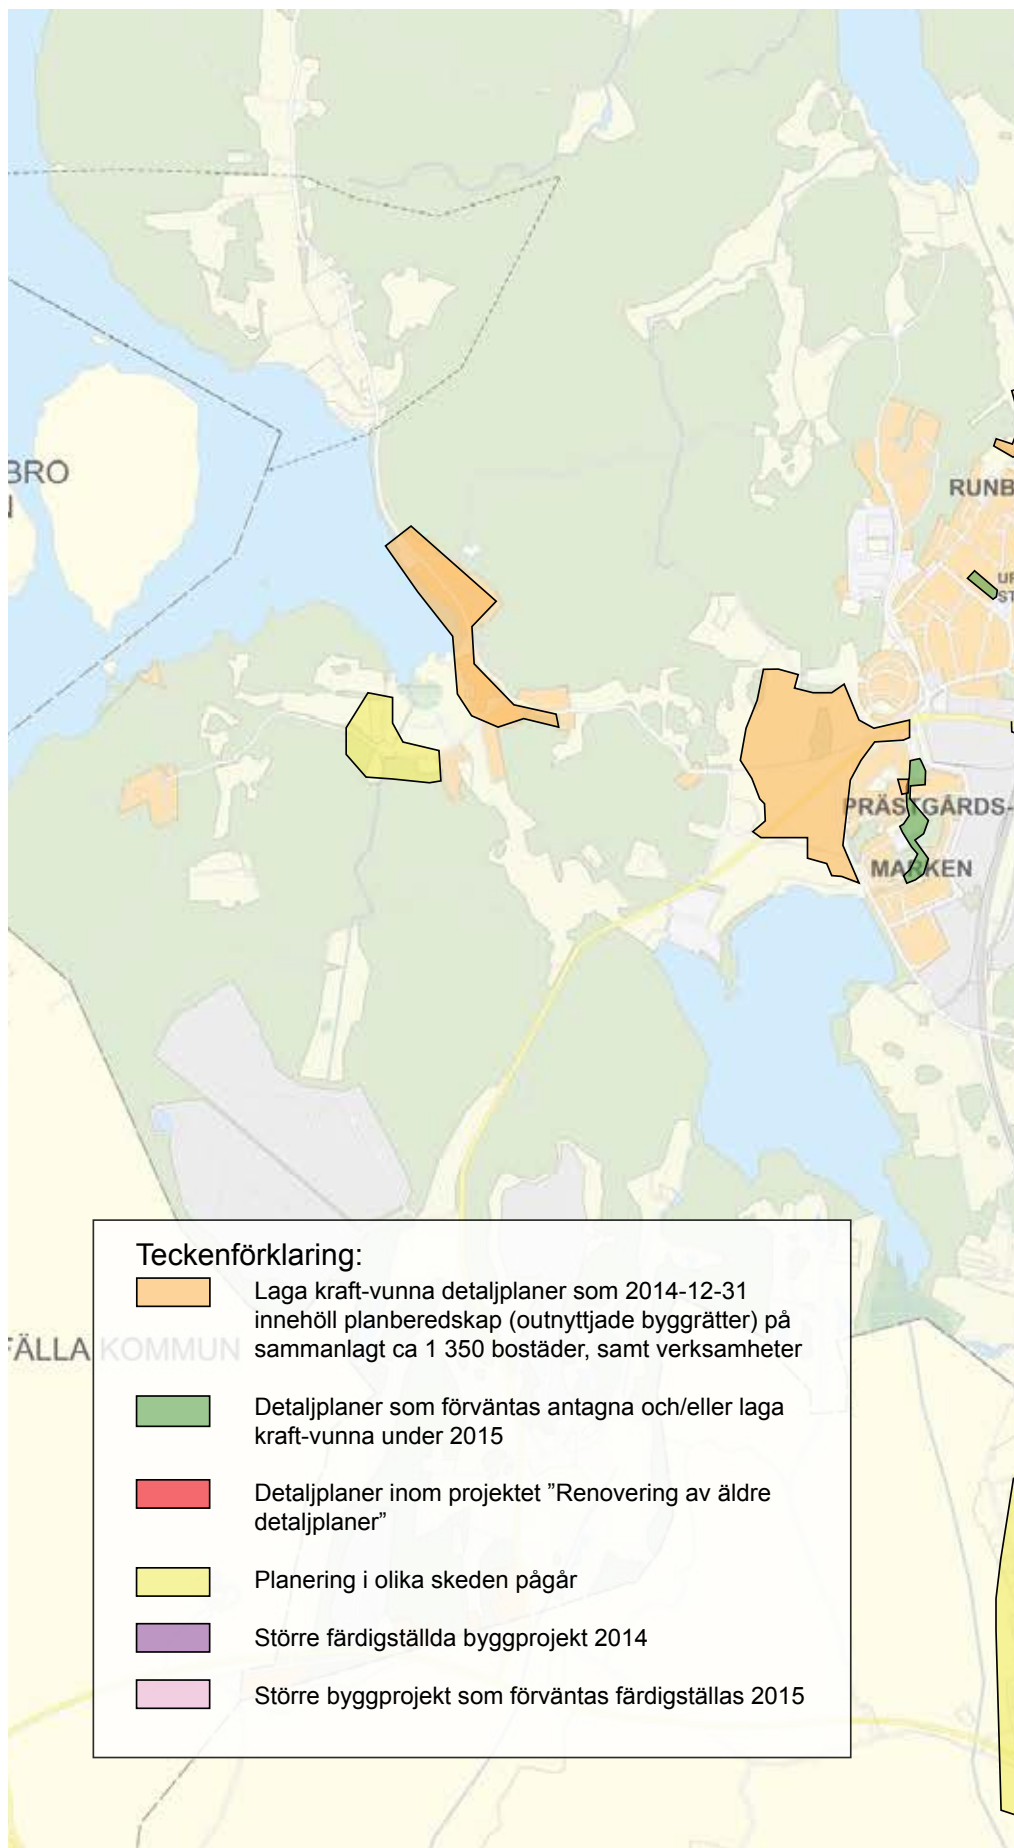 BRO
N
RUNB
UP
ST
PRÄSTGÅRDS-
MARKEN
Teckenförklaring:
Laga kraft-vunna detaljplaner som 2014-12-31
innehöll planberedskap (outnyttjade byggrätter) på
sammanlagt ca 1 350 bostäder, samt verksamheter
FÄLLA KOMMUN
Detaljplaner som förväntas antagna och/eller laga
kraft-vunna under 2015
Detaljplaner inom projektet ”Renovering av äldre
detaljplaner”
Planering i olika skeden pågår
Större färdigställda byggprojekt 2014
Större byggprojekt som förväntas färdigställas 2015